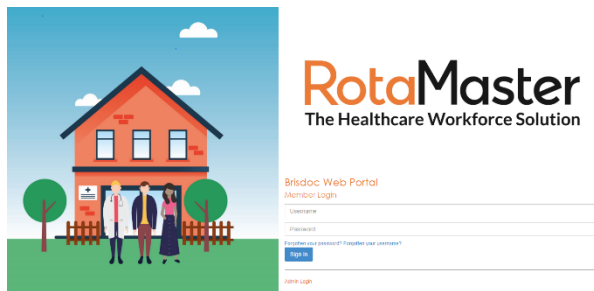 RotaMaster
The Healthcare Workforce Solution
Brisdoc Web Portal
Member Login
Username
Password
Forgotten your password? Forgotten your username?
Sign in
Admin Login